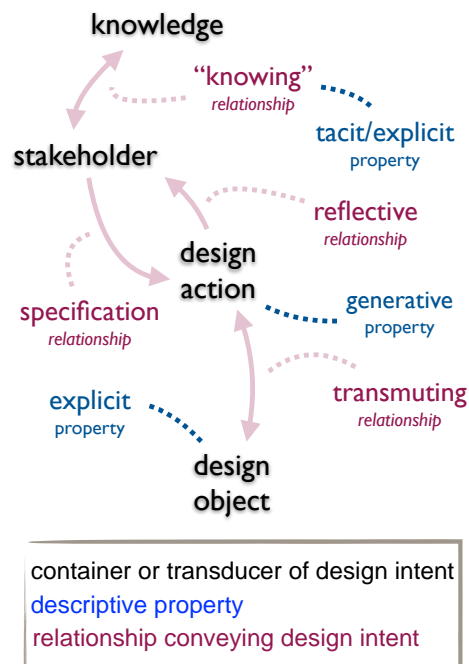 knowledge
“knowing”
relationship
tacit/explicit
property
stakeholder
reflective
relationship
design
action
specification
relationship
generative
property
explicit
property
transmuting
relationship
design
object
container or transducer of design intent
descriptive property
relationship conveying design intent